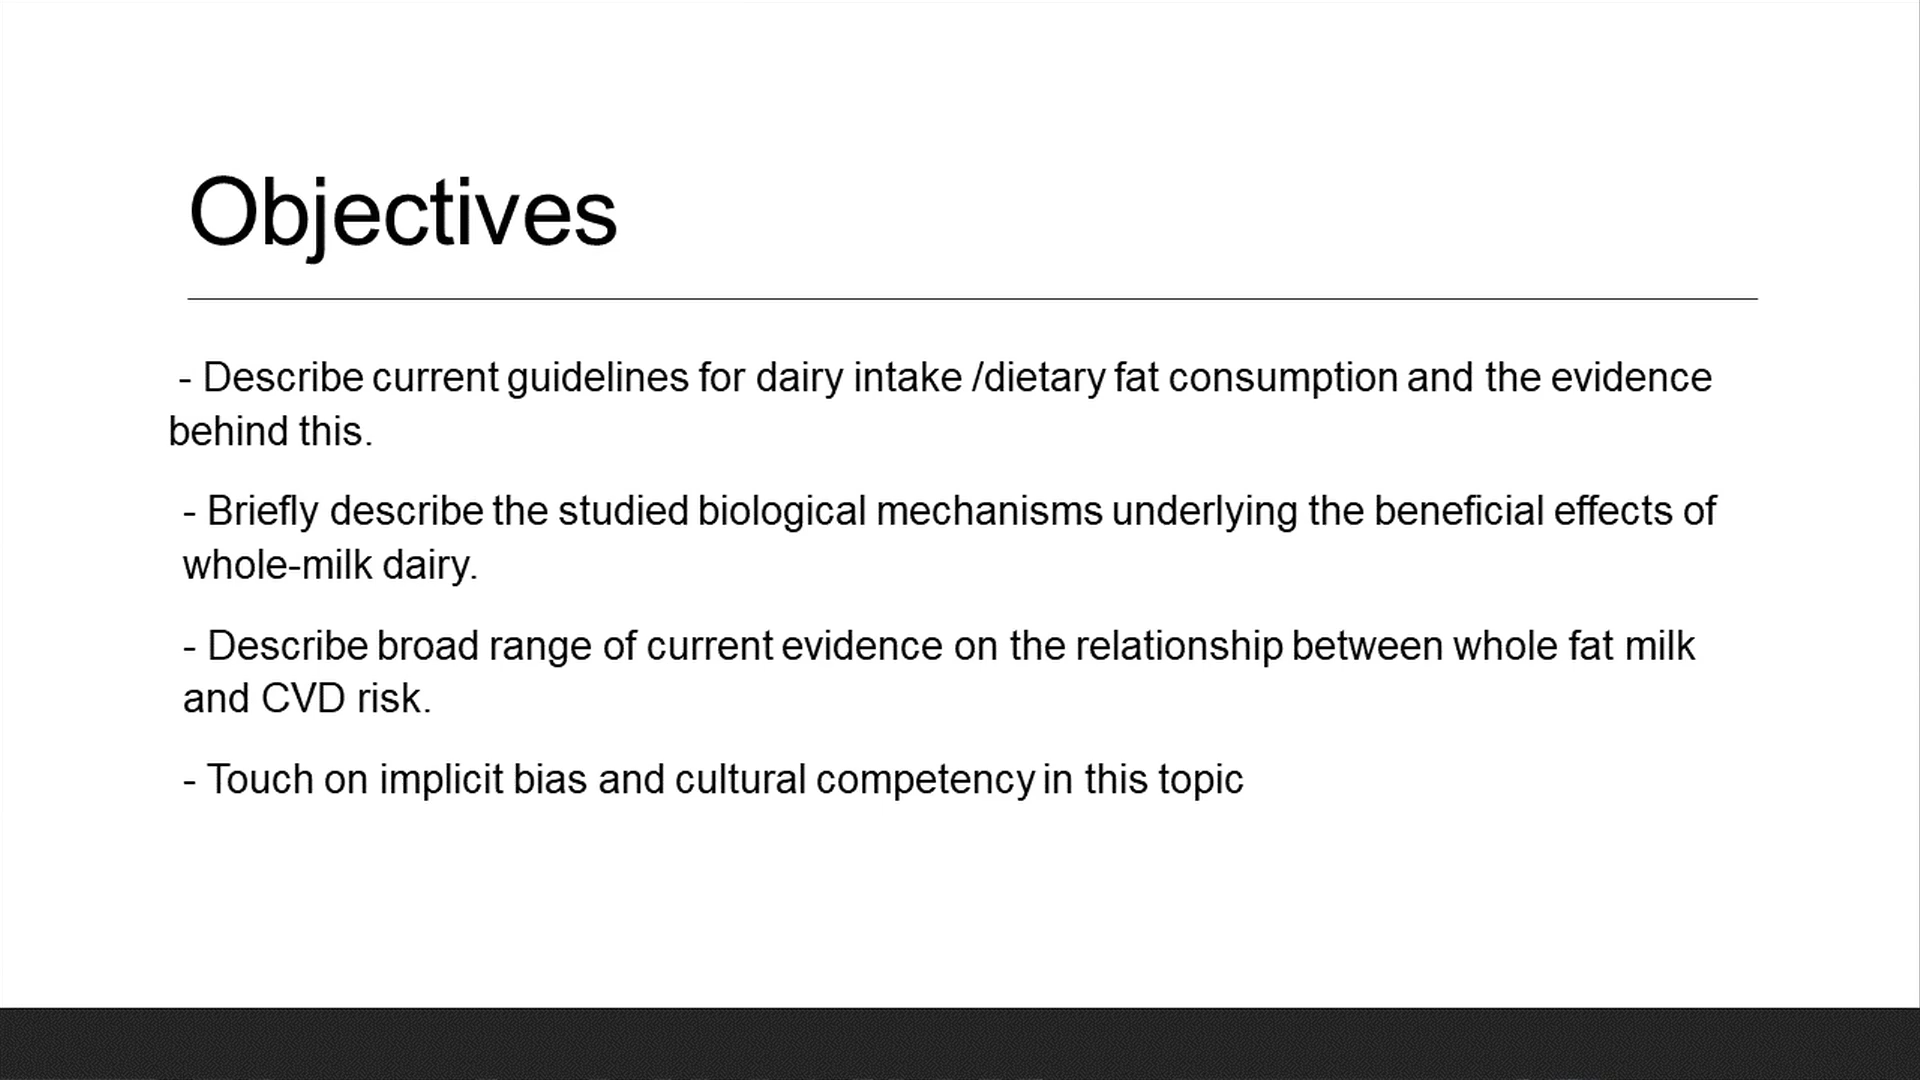 Objectives
- Describe current guidelines for dairy intake /dietary fat consumption and the evidence
behind this.
- Briefly describe the studied biological mechanisms underlying the beneficial effects of
whole-milk dairy.
- Describe broad range of current evidence on the relationship between whole fat milk
and CVD risk.
- Touch on implicit bias and cultural competency in this topic